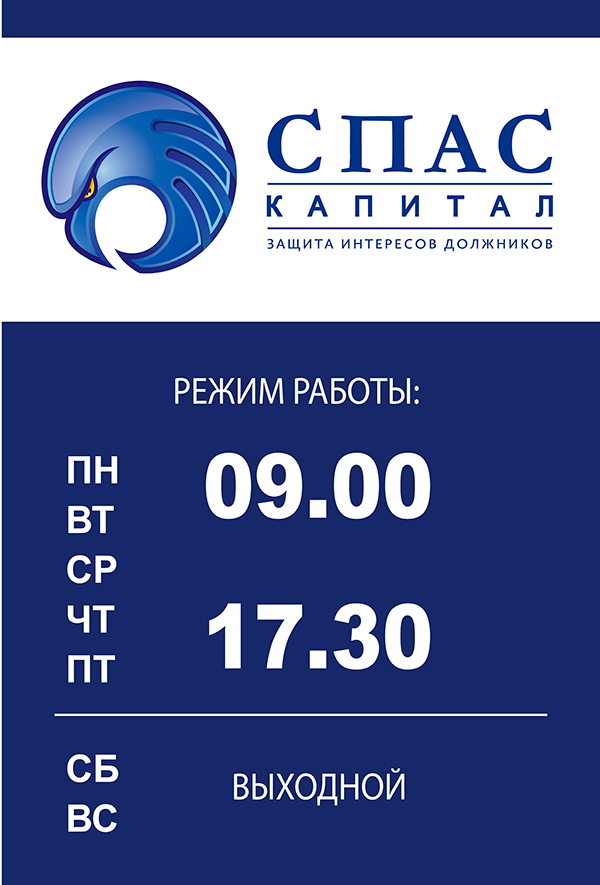 СПАС
КАПИТАЛ
ЗАЩИТА ИНТЕРЕСОВ ДОЛЖНИКОВ
РЕЖИМ РАБОТЫ:
ПН
ВТ
СР
ЧТ
ПТ
09.00
17.30
СБ
ВС
ВЫХОДНОЙ